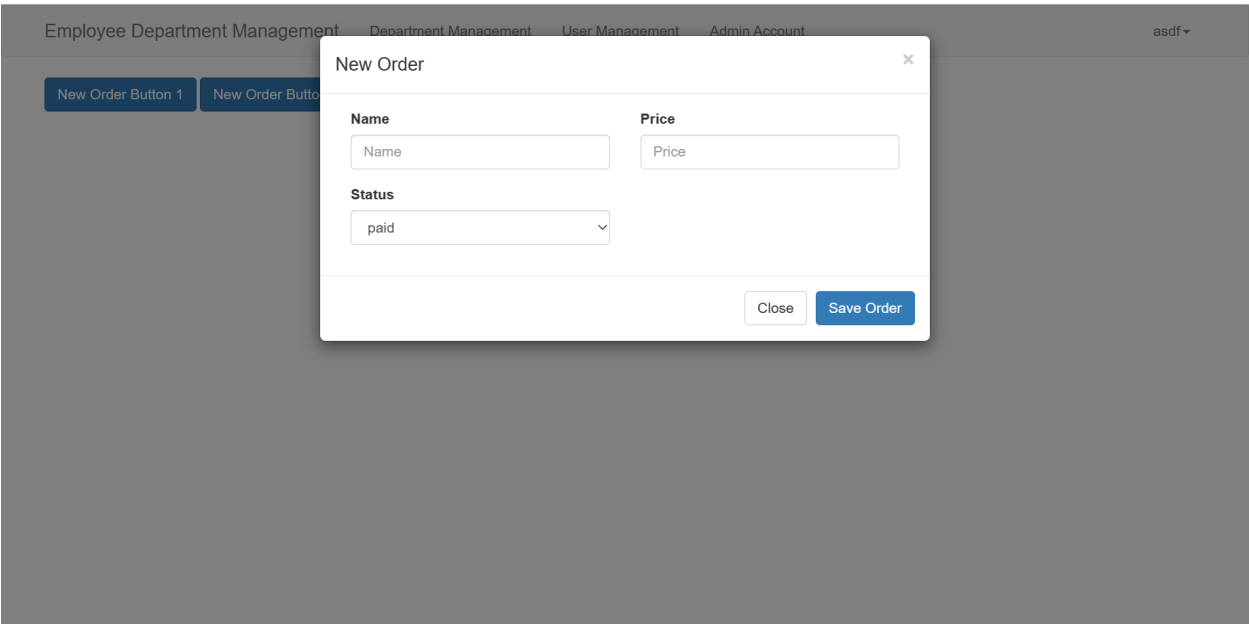 Employee Department Management Department Management User Management Admin Account asdf
New Order
×
New Order Button 1 New Order
Name Price
Name Price
Status
paid
Close Save Order